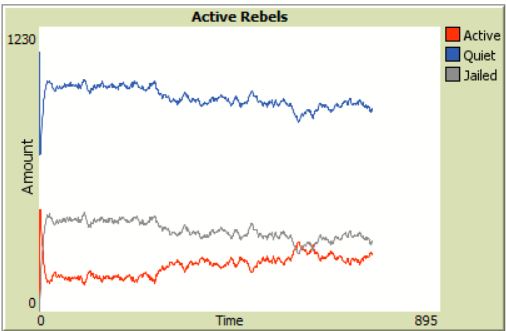 Active Rebels
1230
Amount
0
0
Time
895
Active
Quiet
Jailed